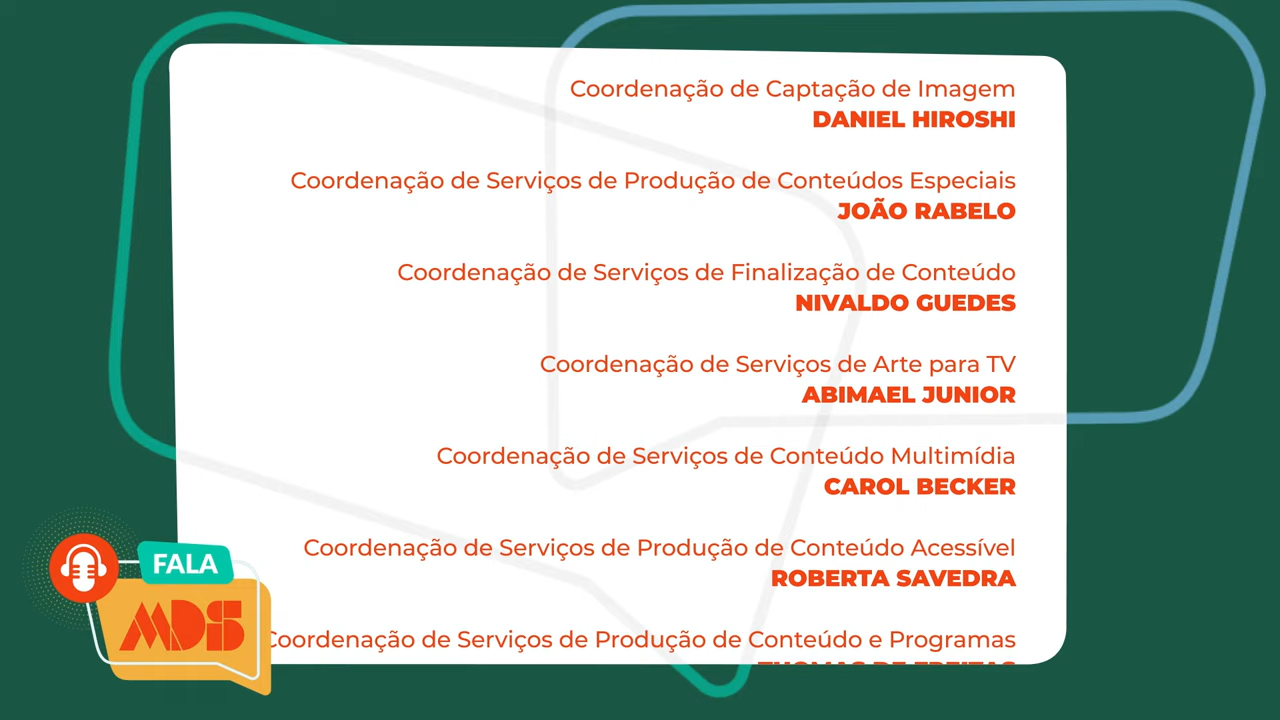 Coordenação de Captação de Imagem
DANIEL HIROSHI
Coordenação de Serviços de Produção de Conteúdos Especiais
JOÃO RABELO
Coordenação de Serviços de Finalização de Conteúdo
NIVALDO GUEDES
Coordenação de Serviços de Arte para TV
ABIMAEL JUNIOR
Coordenação de Serviços de Conteúdo Multimídia
CAROL BECKER
Coordenação de Serviços de Produção de Conteúdo Acessível
ROBERTA SAVEDRA
Coordenação de Serviços de Produção de Conteúdo e Programas
FALA
MDS